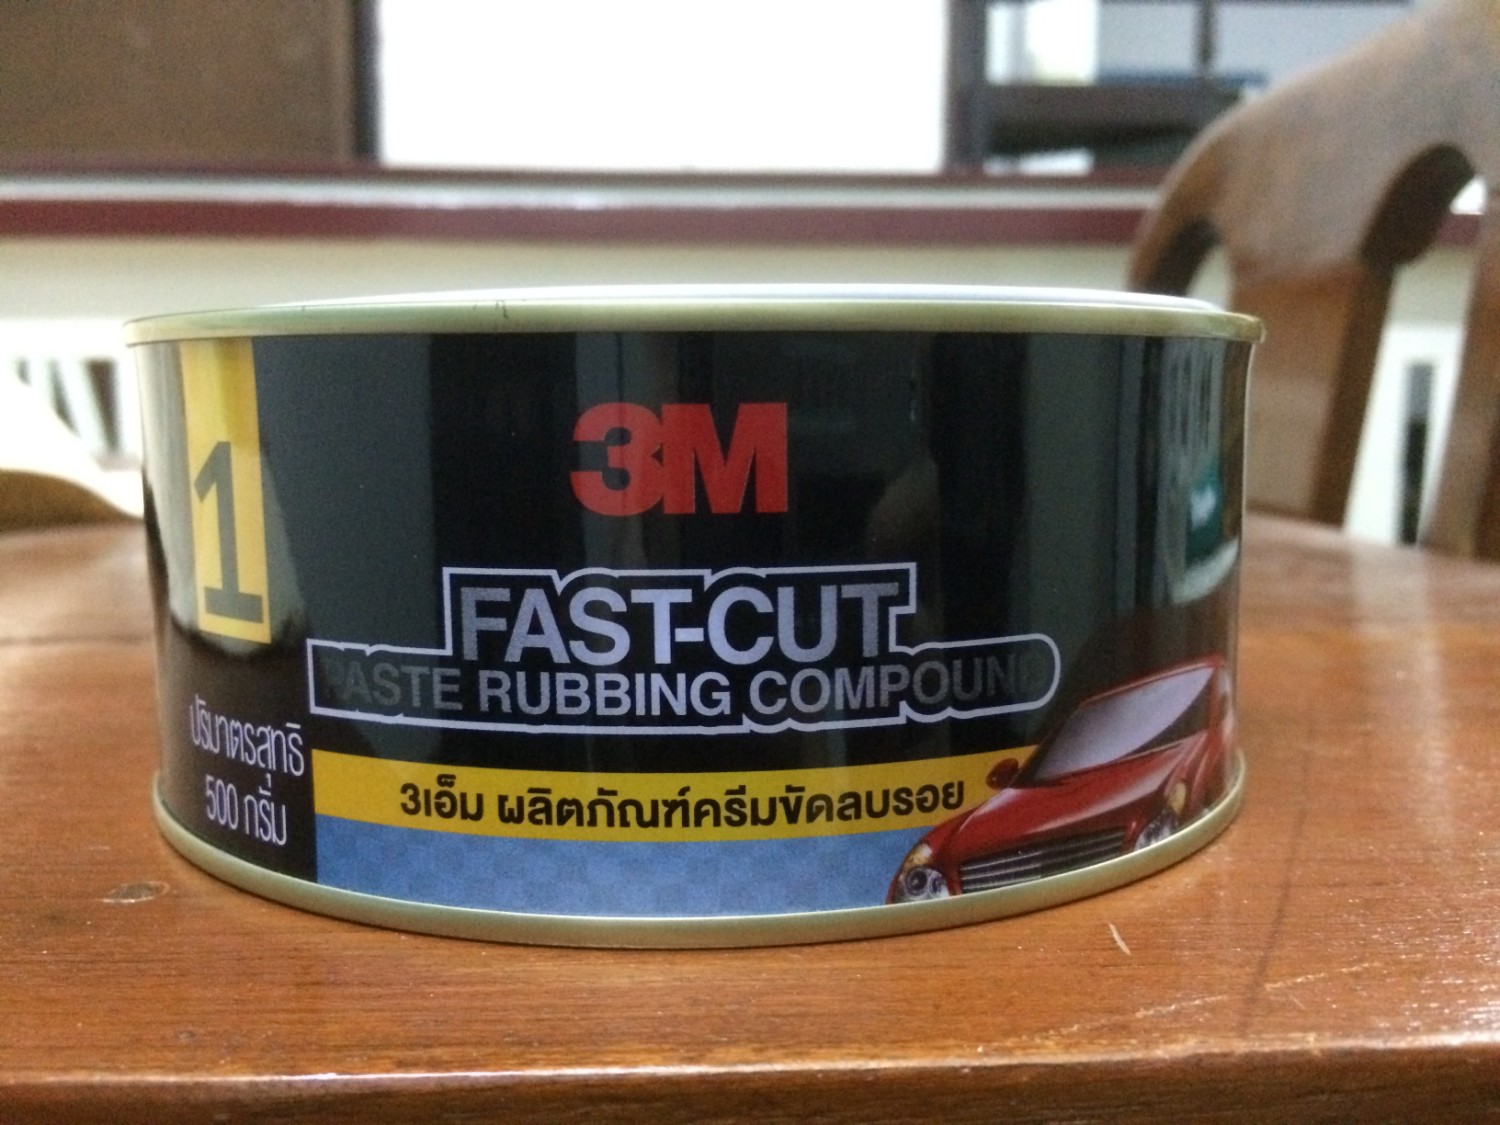 1
3M
FAST-CUT
PASTE RUBBING COMPOUND
ปริมาตรสุทธิ
500 กรัม
3เอ็ม ผลิตภัณฑ์ครีมขัดลบรอย